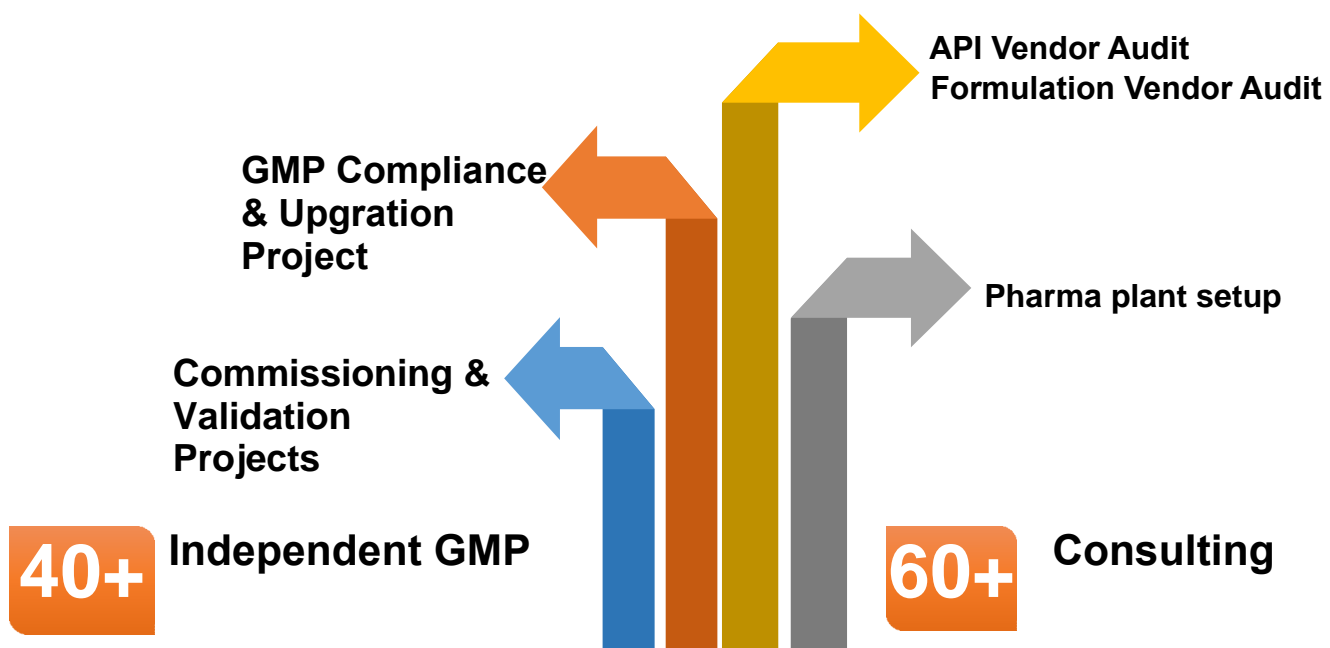 API Vendor Audit
Formulation Vendor Audit
GMP Compliance
& Upgration
Project
Pharma plant setup
Commissioning &
Validation
Projects
40+
Independent GMP
60+
Consulting